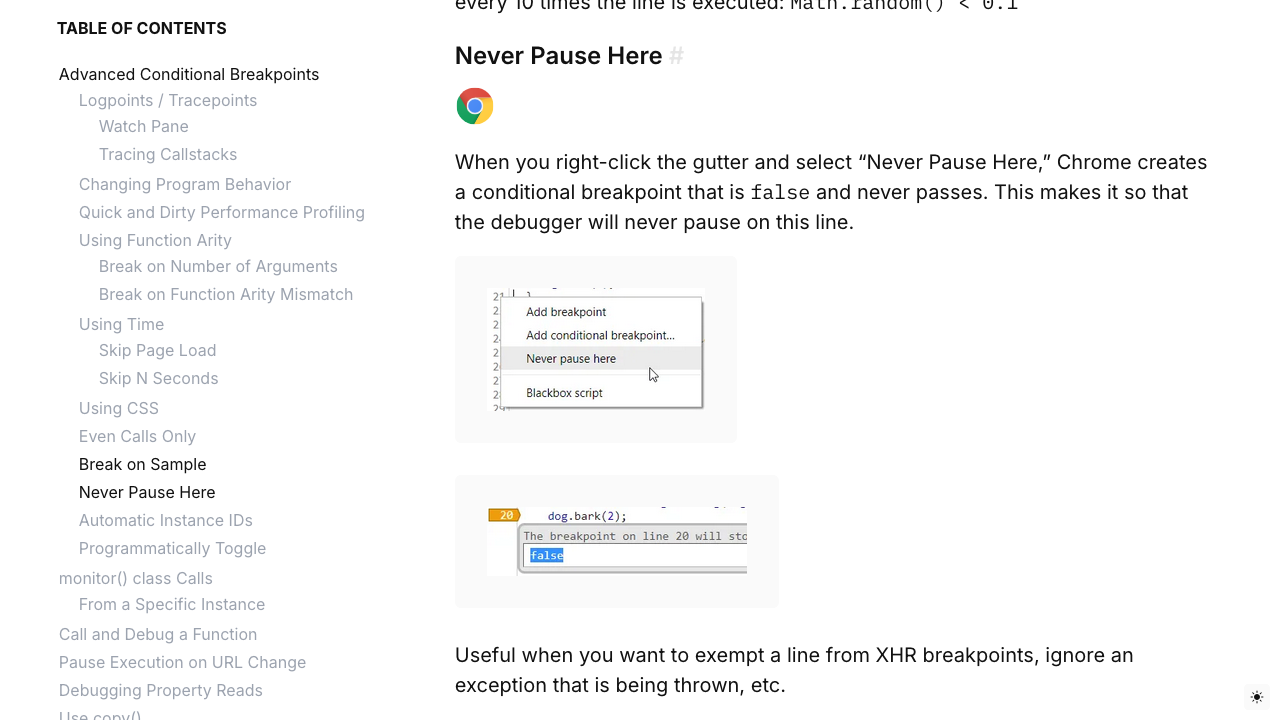 TABLE OF CONTENTS
Advanced Conditional Breakpoints
Logpoints / Tracepoints
Watch Pane
Tracing Callstacks
Changing Program Behavior
Quick and Dirty Performance Profiling
Using Function Arity
Break on Number of Arguments
Break on Function Arity Mismatch
Using Time
Skip Page Load
Skip N Seconds
Using CSS
Even Calls Only
Break on Sample
Never Pause Here
Automatic Instance IDs
Programmatically Toggle
monitor() class Calls
From a Specific Instance
Call and Debug a Function
Pause Execution on URL Change
Debugging Property Reads
Use copy()
every 10 times the line is executed: Math.random() < 0.1
Never Pause Here #
When you right-click the gutter and select “Never Pause Here,” Chrome creates
a conditional breakpoint that is false and never passes. This makes it so that
the debugger will never pause on this line.
21
Add breakpoint
Add conditional breakpoint...
Never pause here
Blackbox script
20 dog.bark(2);
The breakpoint on line 20 will sto
false
Useful when you want to exempt a line from XHR breakpoints, ignore an
exception that is being thrown, etc.